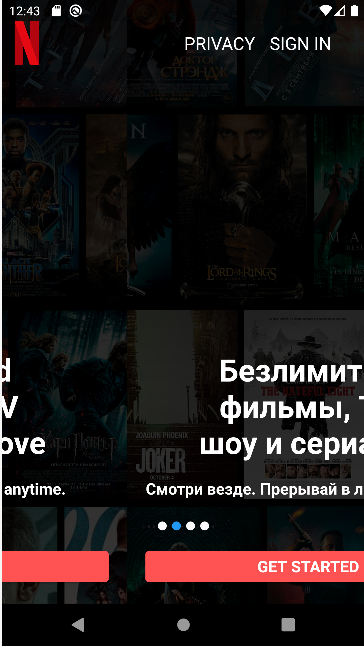 12:43
N
PRIVACY SIGN IN
ДОКТОР
СТРЭНДЖ
N
THE LORD OF THE RINGS
d
V
ove
anytime.
Безлимит
фильмы, Т
шоу и сериа
JOAQUIN PHOENIX
JOKER
Смотри везде. Прерывай в л
GET STARTED